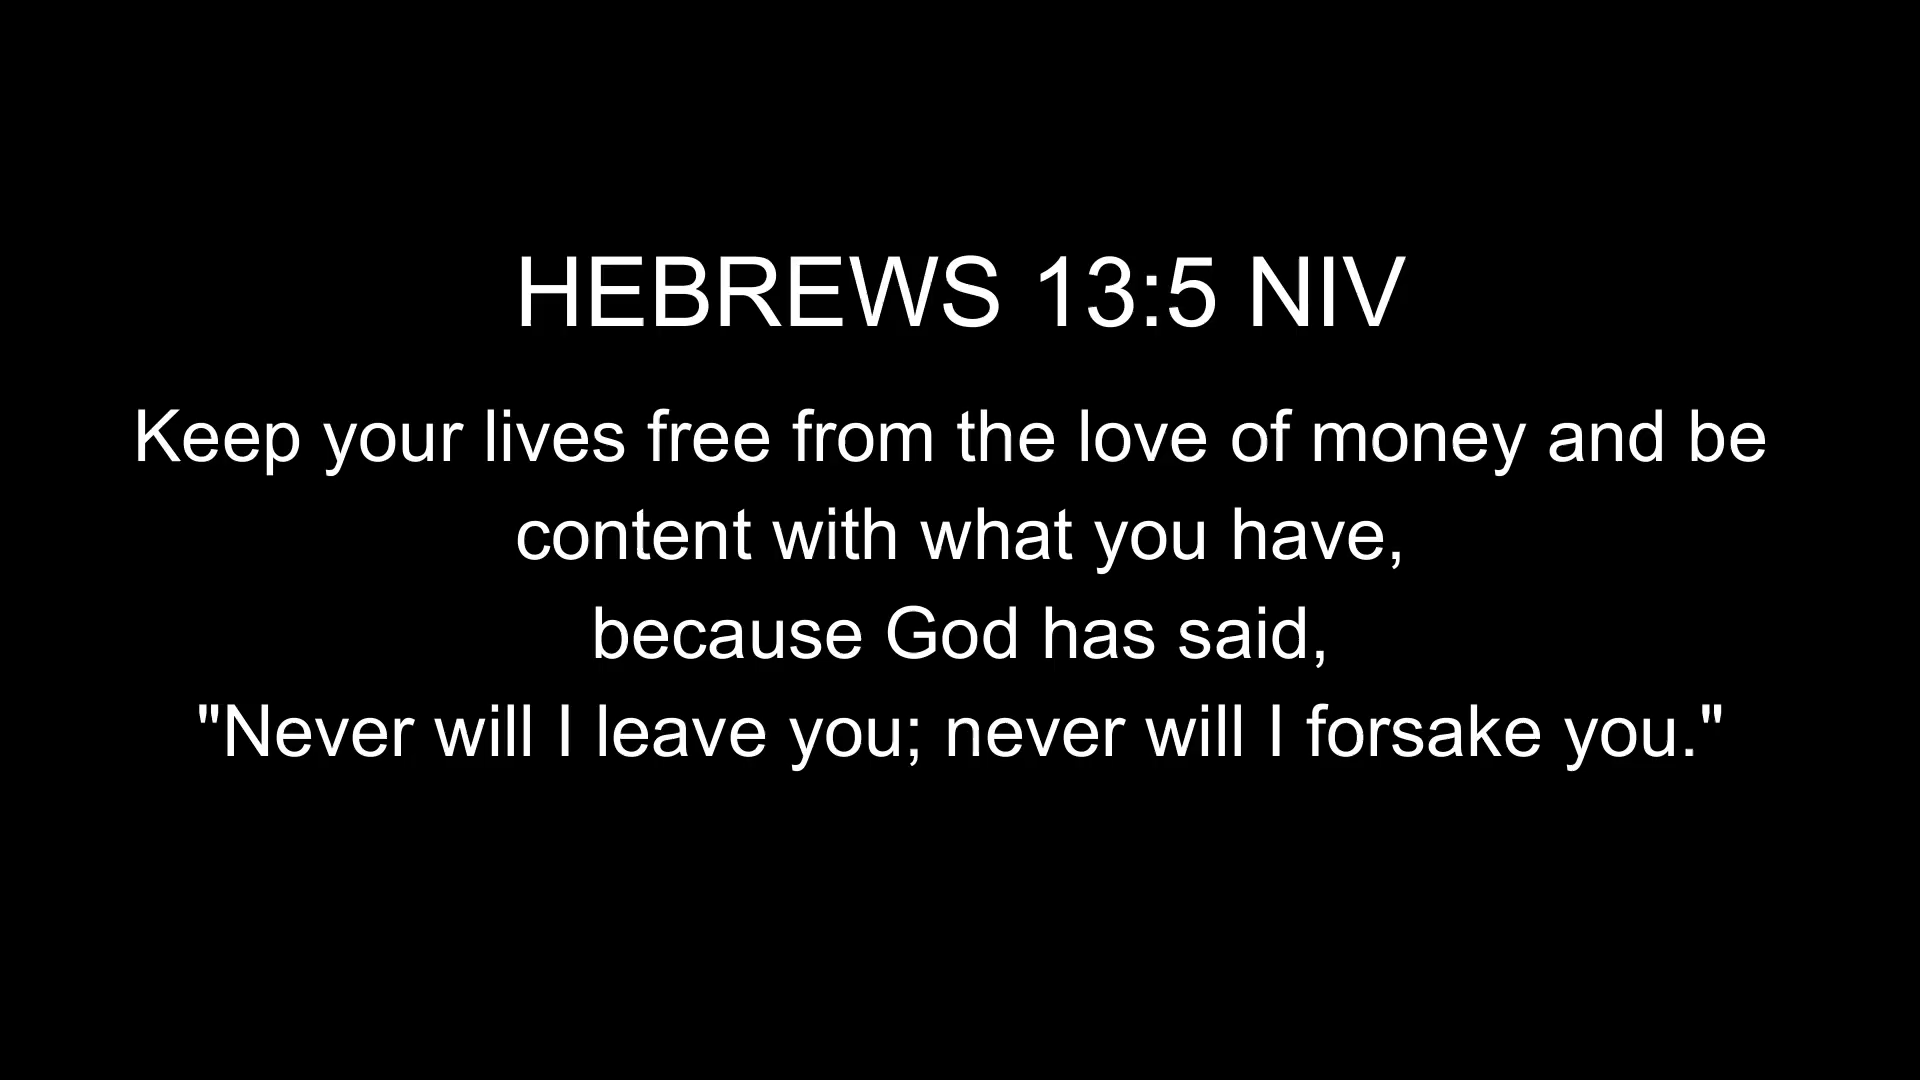 HEBREWS 13:5 NIV
Keep your lives free from the love of money and be
content with what you have,
because God has said,
"Never will I leave you; never will I forsake you."